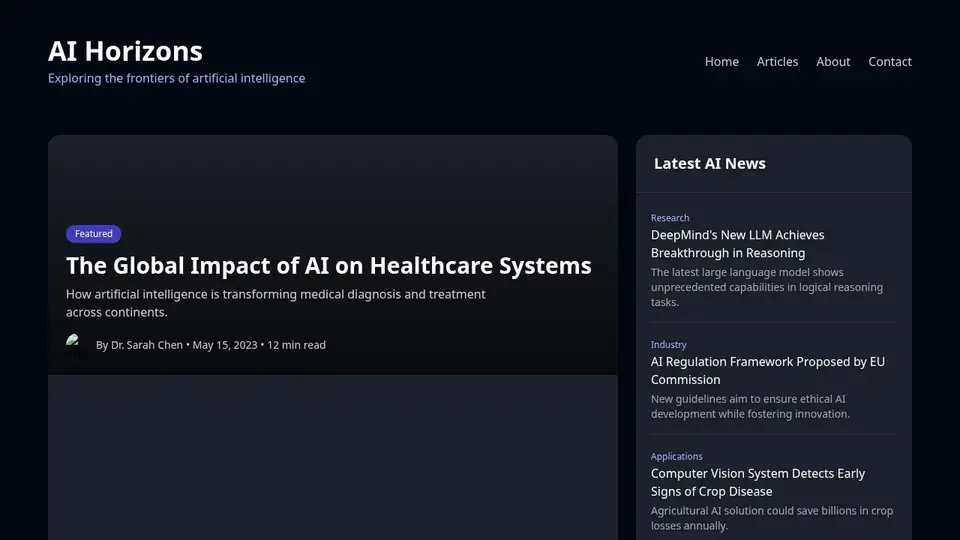 AI Horizons
Exploring the frontiers of artificial intelligence
Home
Articles
About
Contact
Featured
The Global Impact of AI on Healthcare Systems
How artificial intelligence is transforming medical diagnosis and treatment
across continents.
By Dr. Sarah Chen • May 15, 2023 • 12 min read
Latest AI News
Research
DeepMind's New LLM Achieves
Breakthrough in Reasoning
The latest large language model shows
unprecedented capabilities in logical reasoning
tasks.
Industry
AI Regulation Framework Proposed by EU
Commission
New guidelines aim to ensure ethical AI
development while fostering innovation.
Applications
Computer Vision System Detects Early
Signs of Crop Disease
Agricultural AI solution could save billions in crop
losses annually.